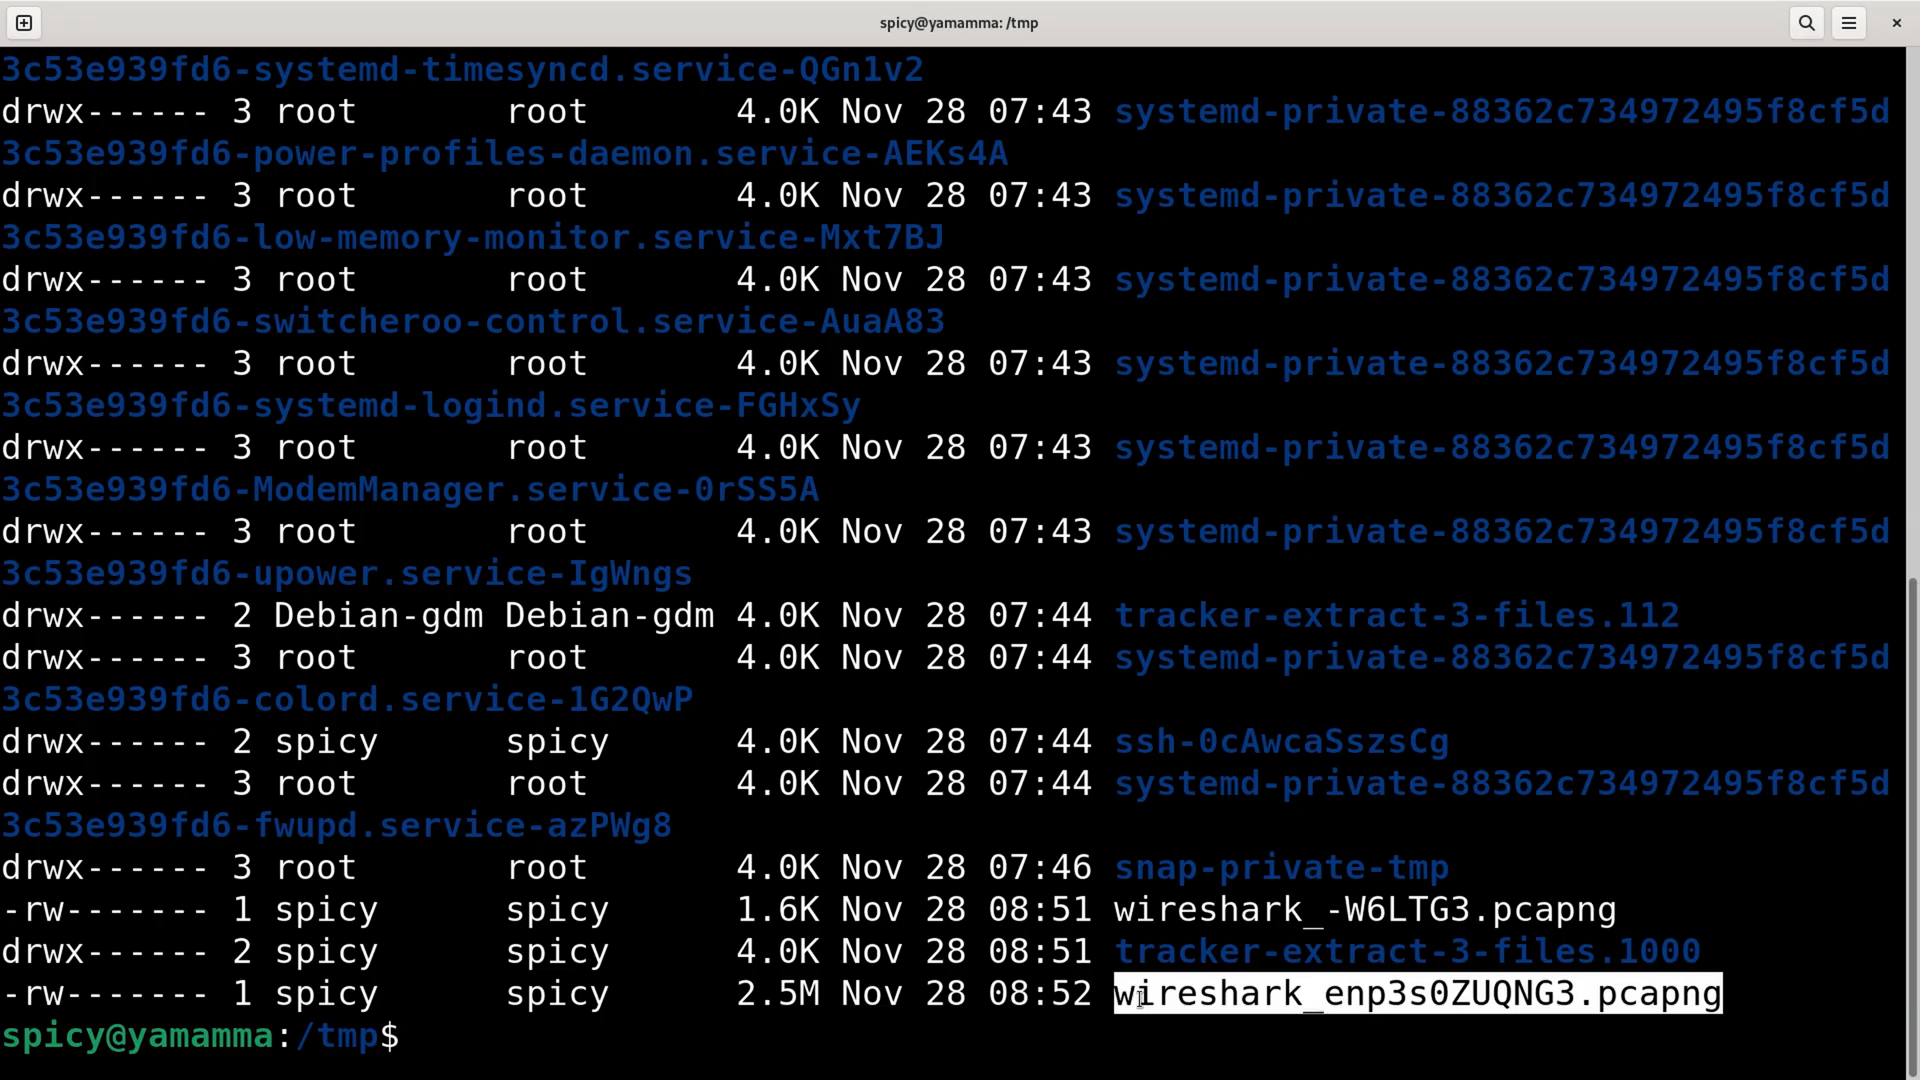 spicy@yamamma: /tmp
3c53e939fd6-systemd-timesyncd.service-QGn1v2
drwx------ 3 root       root       4.0K Nov 28 07:43 systemd-private-88362c734972495f8cf5d
3c53e939fd6-power-profiles-daemon.service-AEKs4A
drwx------ 3 root       root       4.0K Nov 28 07:43 systemd-private-88362c734972495f8cf5d
3c53e939fd6-low-memory-monitor.service-Mxt7BJ
drwx------ 3 root       root       4.0K Nov 28 07:43 systemd-private-88362c734972495f8cf5d
3c53e939fd6-switcheroo-control.service-AuaA83
drwx------ 3 root       root       4.0K Nov 28 07:43 systemd-private-88362c734972495f8cf5d
3c53e939fd6-systemd-logind.service-FGHxSy
drwx------ 3 root       root       4.0K Nov 28 07:43 systemd-private-88362c734972495f8cf5d
3c53e939fd6-ModemManager.service-0rSS5A
drwx------ 3 root       root       4.0K Nov 28 07:43 systemd-private-88362c734972495f8cf5d
3c53e939fd6-upower.service-IgWngs
drwx------ 2 Debian-gdm Debian-gdm 4.0K Nov 28 07:44 tracker-extract-3-files.112
drwx------ 3 root       root       4.0K Nov 28 07:44 systemd-private-88362c734972495f8cf5d
3c53e939fd6-colord.service-1G2QwP
drwx------ 2 spicy      spicy      4.0K Nov 28 07:44 ssh-0cAwcaSszsCg
drwx------ 3 root       root       4.0K Nov 28 07:44 systemd-private-88362c734972495f8cf5d
3c53e939fd6-fwupd.service-azPWg8
drwx------ 3 root       root       4.0K Nov 28 07:46 snap-private-tmp
-rw------- 1 spicy      spicy      1.6K Nov 28 08:51 wireshark_-W6LTG3.pcapng
drwx------ 2 spicy      spicy      4.0K Nov 28 08:51 tracker-extract-3-files.1000
-rw------- 1 spicy      spicy      2.5M Nov 28 08:52 wireshark_enp3s0ZUQNG3.pcapng
spicy@yamamma:/tmp$